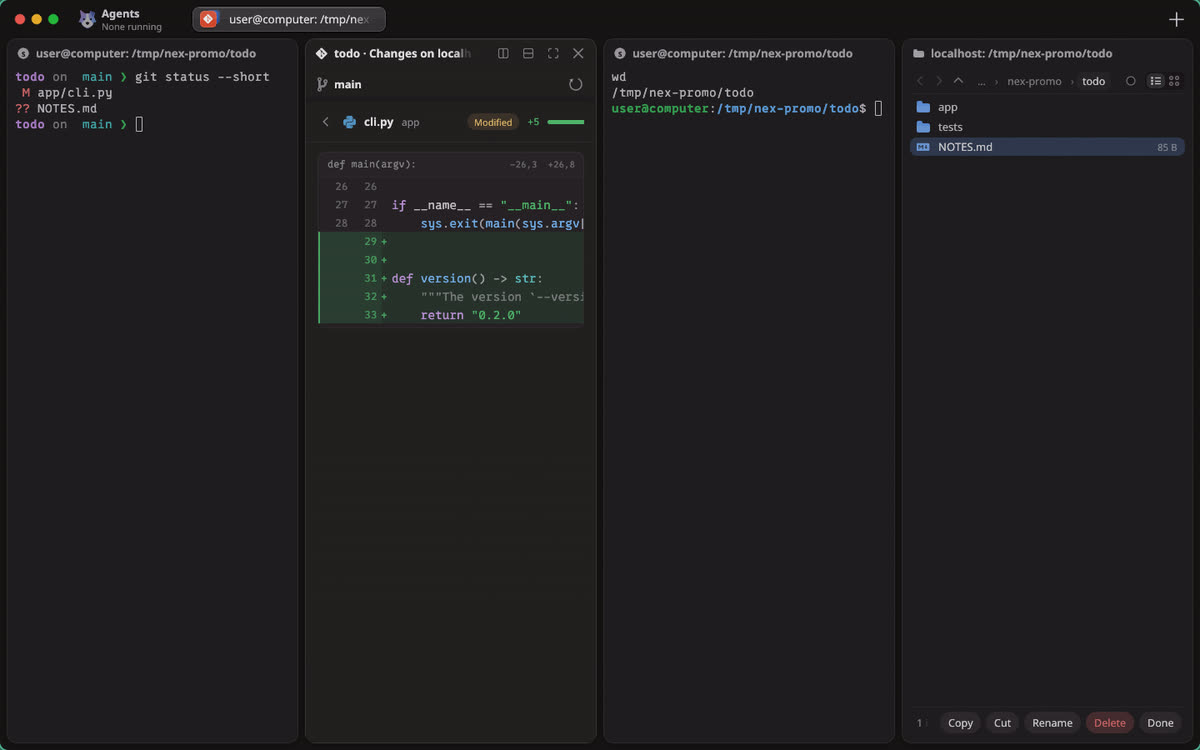 Agents
None running
user@computer: /tmp/nex
user@computer: /tmp/nex-promo/todo
todo on main ❯ git status --short
M app/cli.py
?? NOTES.md
todo on main ❯
todo · Changes on local
main
cli.py app Modified +5
def main(argv): -26,3 +26,8
26 26
27 27 if __name__ == "__main__":
28 28 sys.exit(main(sys.argv[
29 +
30 +
31 + def version() -> str:
32 + """The version `--versi
33 + return "0.2.0"
user@computer: /tmp/nex-promo/todo
wd
/tmp/nex-promo/todo
user@computer:/tmp/nex-promo/todo$
localhost: /tmp/nex-promo/todo
... › nex-promo › todo
app
tests
NOTES.md 85 B
1 Copy Cut Rename Delete Done